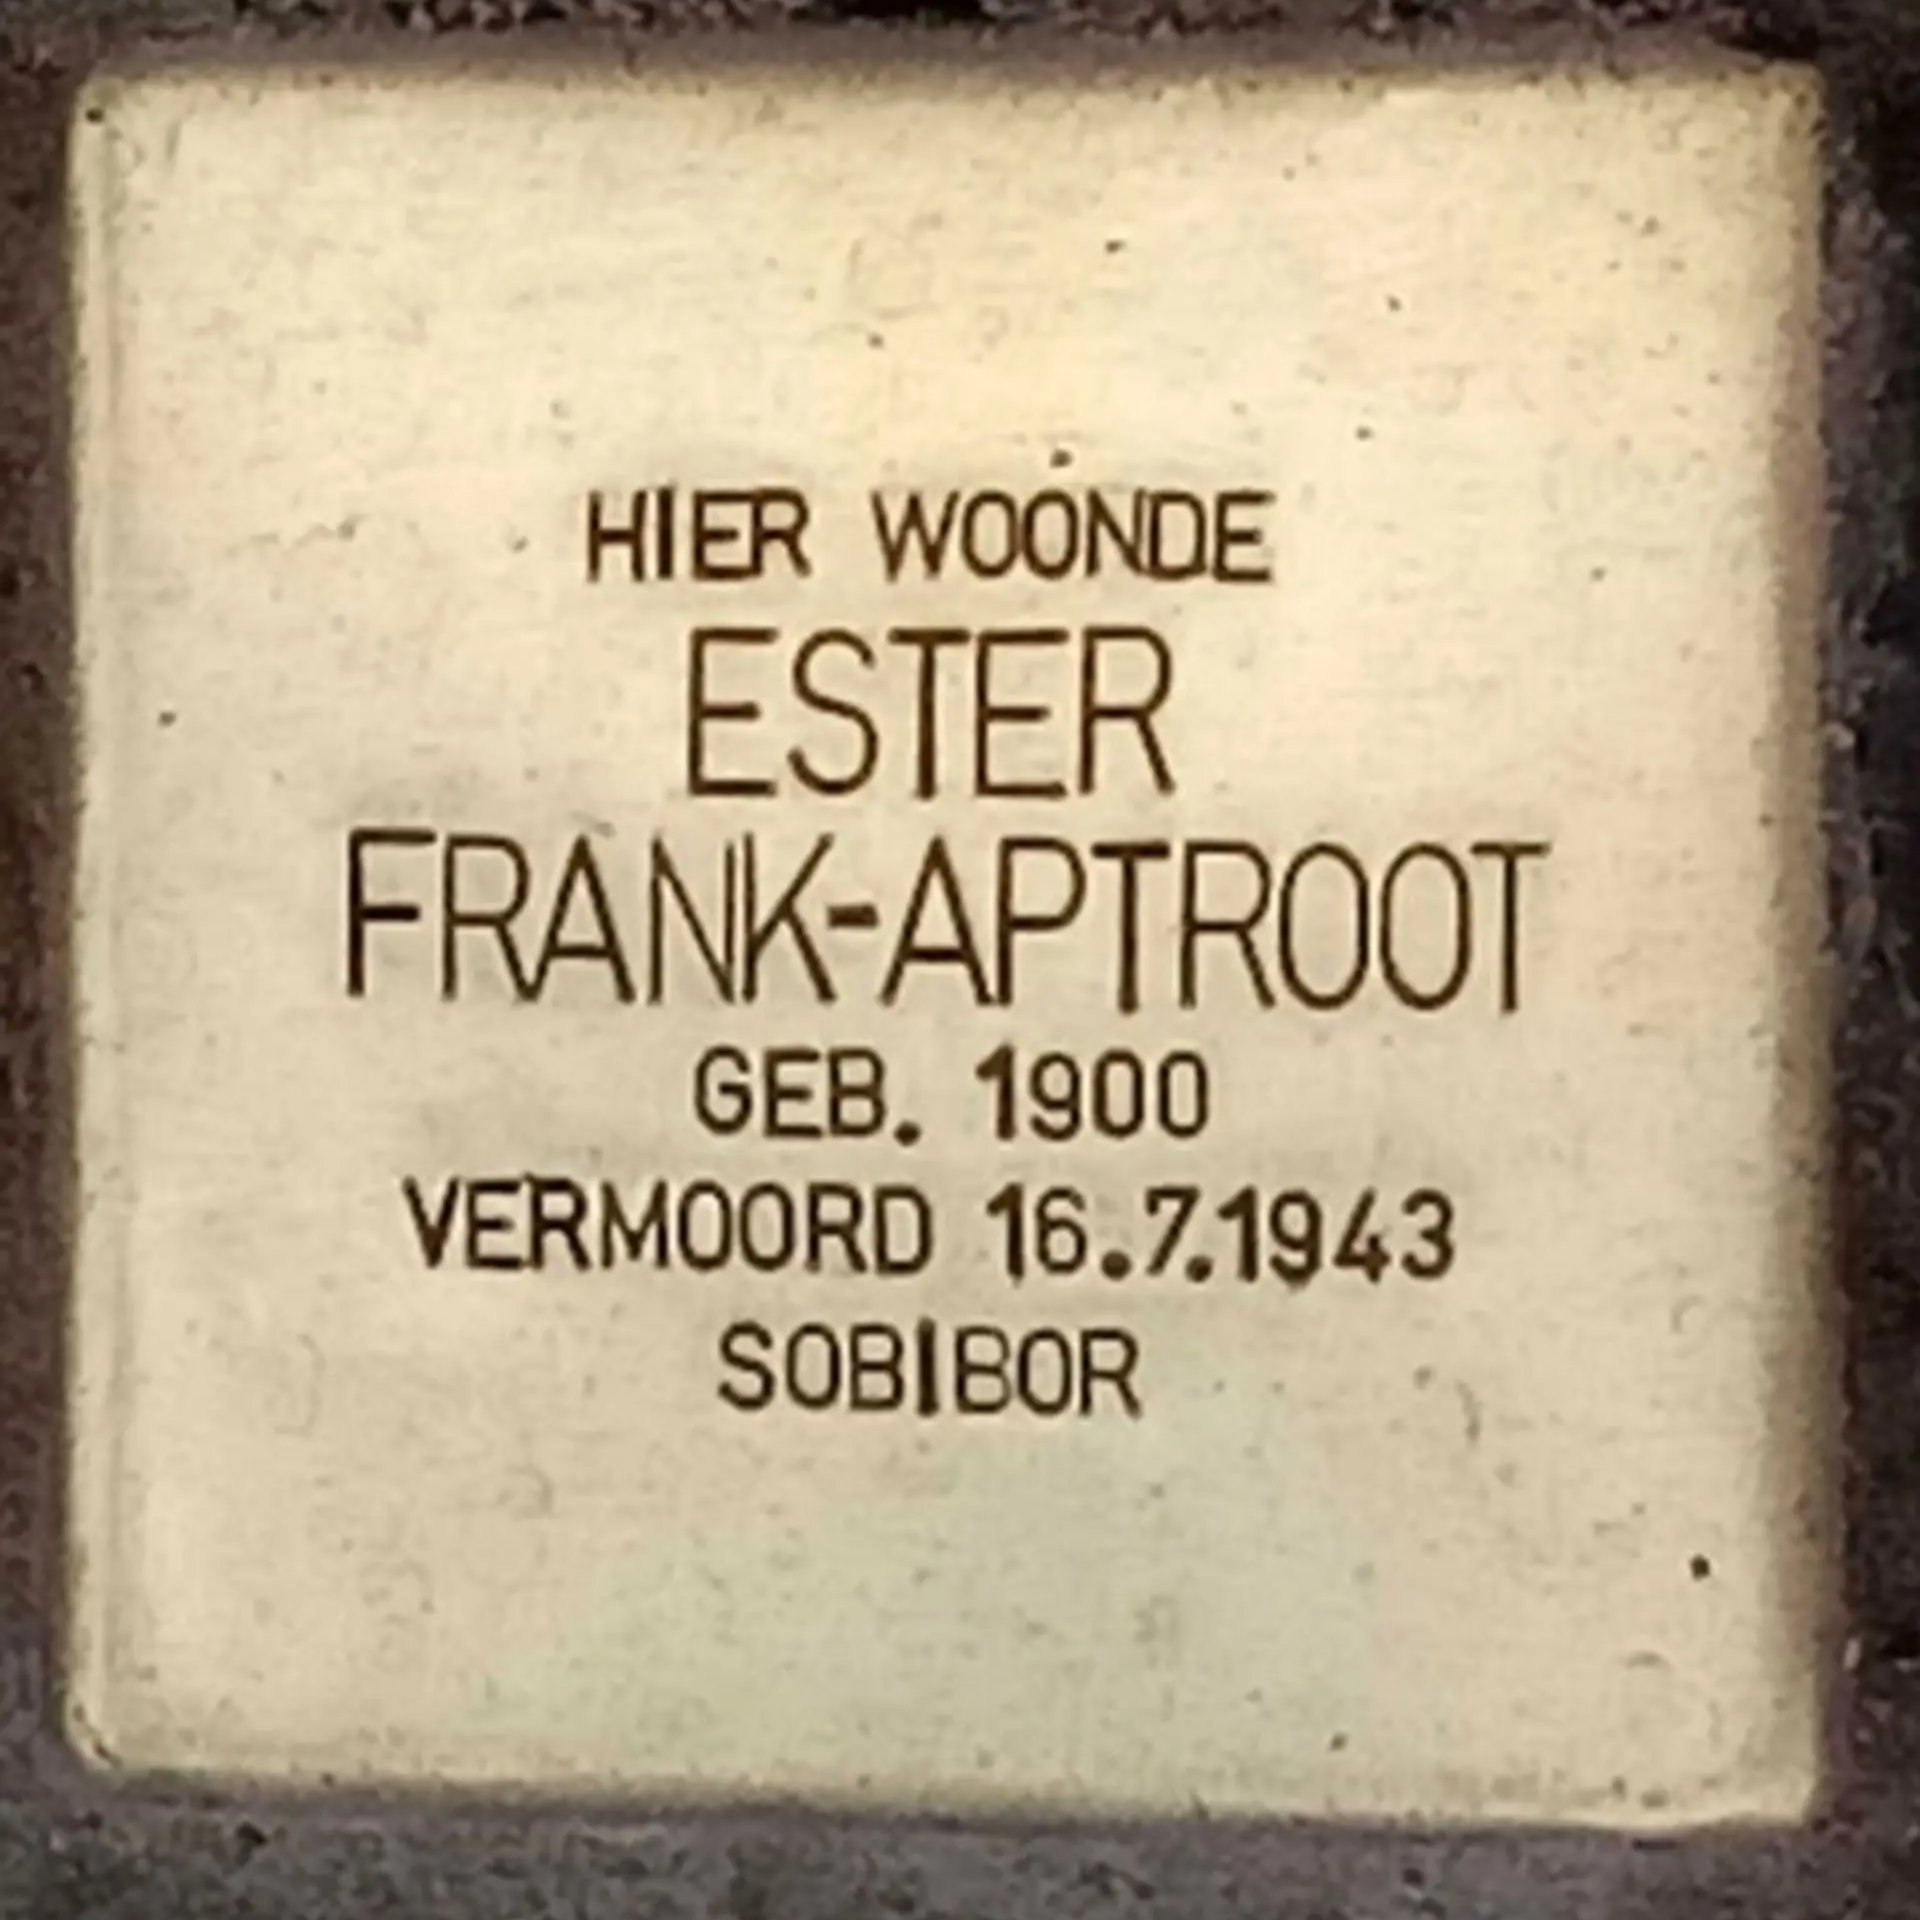 HIER WOONDE
ESTER
FRANK-APTROOT
GEB. 1900
VERMOORD 16.7.1943
SOBIBOR